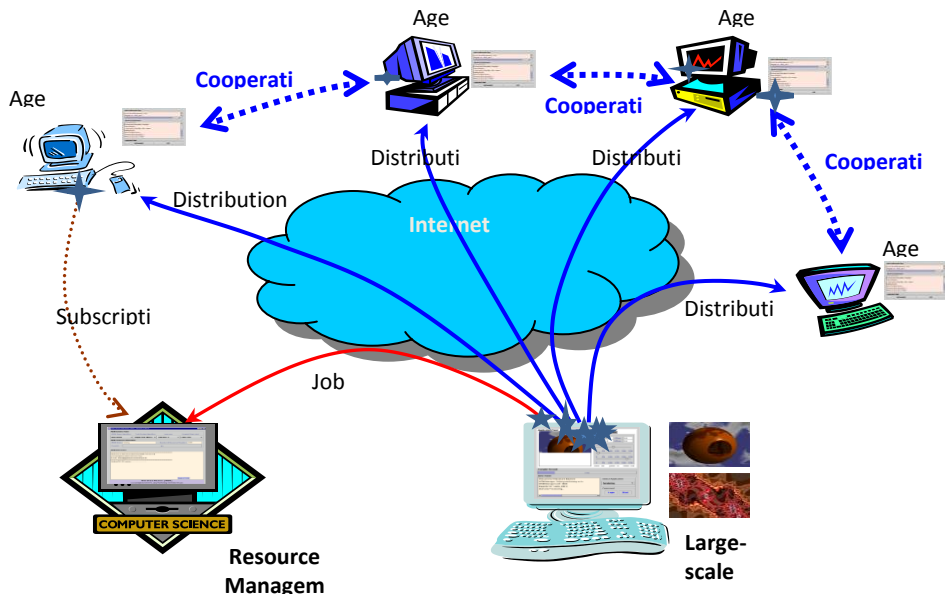 Age
Age
Cooperati
Cooperati
Age
Distributi
Distributi
Cooperati
Distribution
Internet
Age
Distributi
Subscripti
Job
COMPUTER SCIENCE
Resource
Managem
Large-
scale